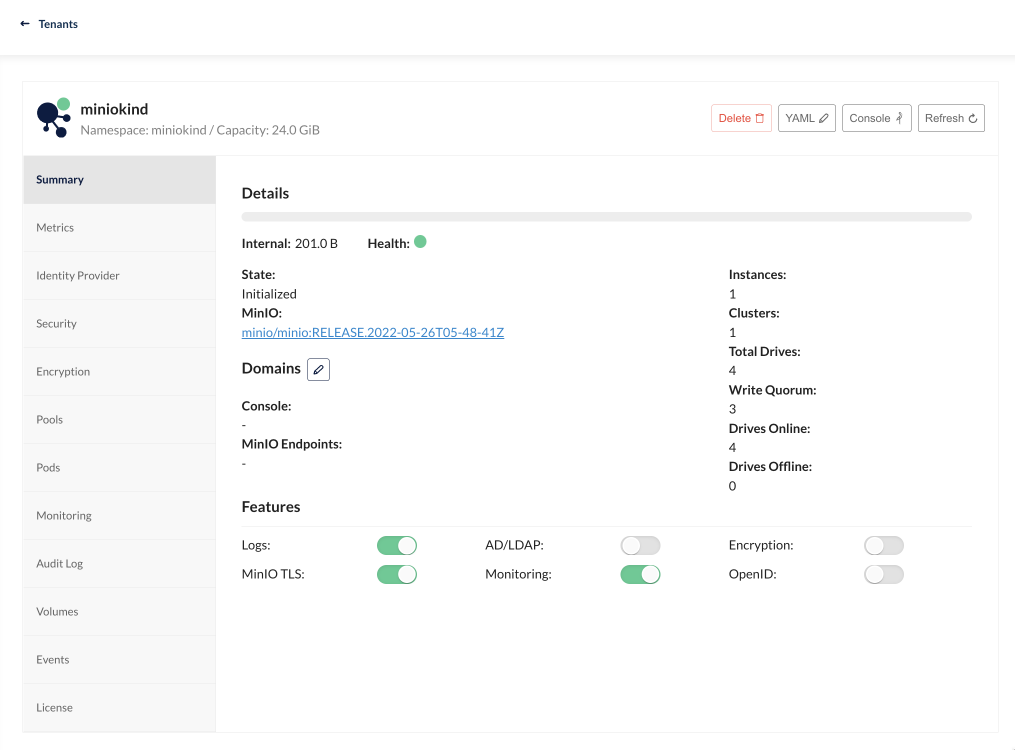 Tenants
miniokind
Namespace: miniokind / Capacity: 24.0 GiB
Delete
YAML
Console
Refresh
Summary
Metrics
Identity Provider
Security
Encryption
Pools
Pods
Monitoring
Audit Log
Volumes
Events
License
Details
Internal: 201.0 B Health:
State:
Initialized
MinIO:
minio/minio:RELEASE.2022-05-26T05-48-41Z
Domains
Console:
-
MinIO Endpoints:
-
Instances:
1
Clusters:
1
Total Drives:
4
Write Quorum:
3
Drives Online:
4
Drives Offline:
0
Features
Logs: AD/LDAP: Encryption:
MinIO TLS: Monitoring: OpenID: